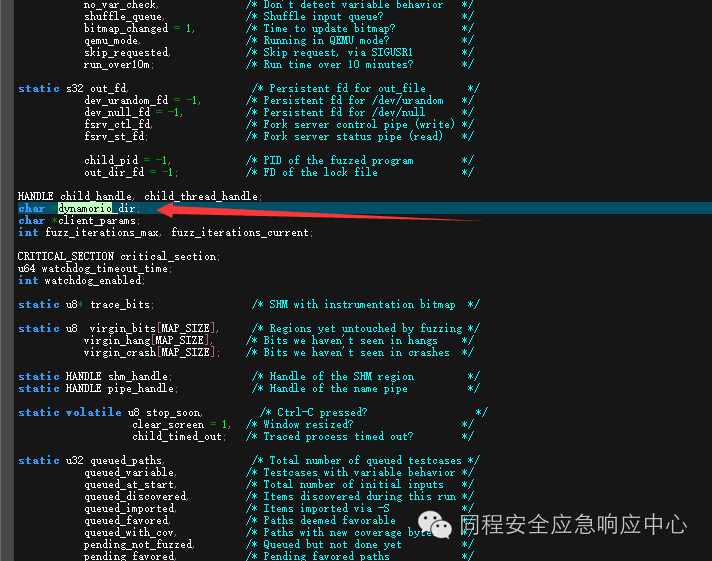 no_var_check, /* Don't detect variable behavior */
shuffle_queue, /* Shuffle input queue? */
bitmap_changed = 1, /* Time to update bitmap? */
qemu_mode, /* Running in QEMU mode? */
skip_requested, /* Skip request, via SIGUSR1 */
run_over10m; /* Run time over 10 minutes? */
static s32 out_fd, /* Persistent fd for out_file */
dev_urandom_fd = -1, /* Persistent fd for /dev/urandom */
dev_null_fd = -1, /* Persistent fd for /dev/null */
fsrv_ctl_fd, /* Fork server control pipe (write) */
fsrv_st_fd; /* Fork server status pipe (read) */
child_pid = -1, /* PID of the fuzzed program */
out_dir_fd = -1; /* FD of the lock file */
HANDLE child_handle, child_thread_handle;
char *dynamorio_dir;
char *client_params;
int fuzz_iterations_max, fuzz_iterations_current;
CRITICAL_SECTION critical_section;
u64 watchdog_timeout_time;
int watchdog_enabled;
static u8* trace_bits; /* SHM with instrumentation bitmap */
static u8 virgin_bits[MAP_SIZE], /* Regions yet untouched by fuzzing */
virgin_hang[MAP_SIZE], /* Bits we haven't seen in hangs */
virgin_crash[MAP_SIZE]; /* Bits we haven't seen in crashes */
static HANDLE shm_handle; /* Handle of the SHM region */
static HANDLE pipe_handle; /* Handle of the name pipe */
static volatile u8 stop_soon, /* Ctrl-C pressed? */
clear_screen = 1, /* Window resized? */
child_timed_out; /* Traced process timed out? */
static u32 queued_paths, /* Total number of queued testcases */
queued_variable, /* Testcases with variable behavior */
queued_at_start, /* Total number of initial inputs */
queued_discovered, /* Items discovered during this run */
queued_imported, /* Items imported via -S */
queued_favored, /* Paths deemed favorable */
queued_with_cov, /* Paths with new coverage bytes */
pending_not_fuzzed, /* Queued but not done yet */
pending_favored, /* Pending favored paths */
同程安全应急响应中心